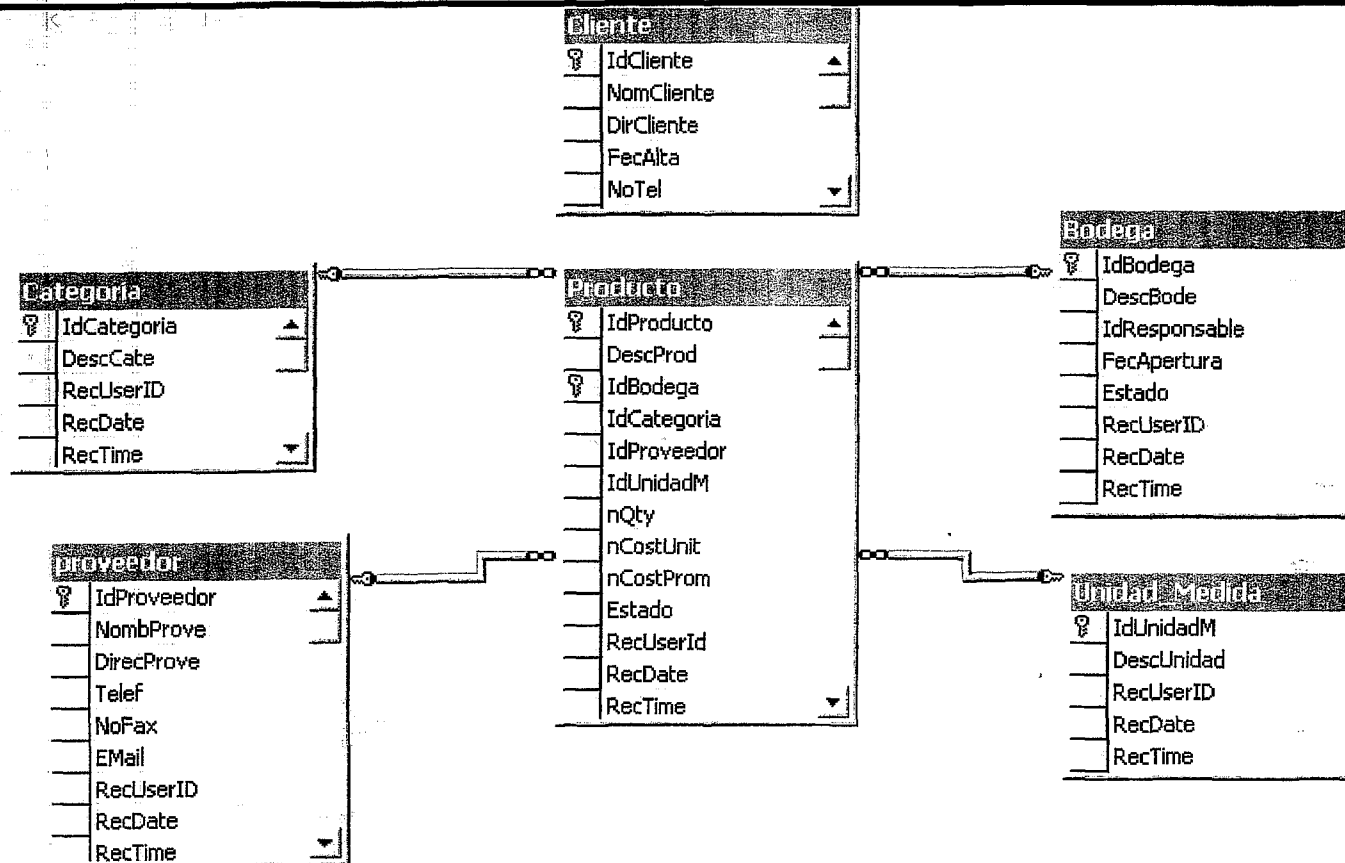 Cliente
IdCliente
NomCliente
DirCliente
FecAlta
NoTel
Categoria
IdCategoria
DescCate
RecUserID
RecDate
RecTime
Producto
IdProducto
DescProd
IdBodega
IdCategoria
IdProveedor
IdUnidadM
nQty
nCostUnit
nCostProm
Estado
RecUserId
RecDate
RecTime
Bodega
IdBodega
DescBode
IdResponsable
FecApertura
Estado
RecUserID
RecDate
RecTime
proveedor
IdProveedor
NombProve
DirecProve
Telef
NoFax
EMail
RecUserID
RecDate
RecTime
Unidad_Medida
IdUnidadM
DescUnidad
RecUserID
RecDate
RecTime